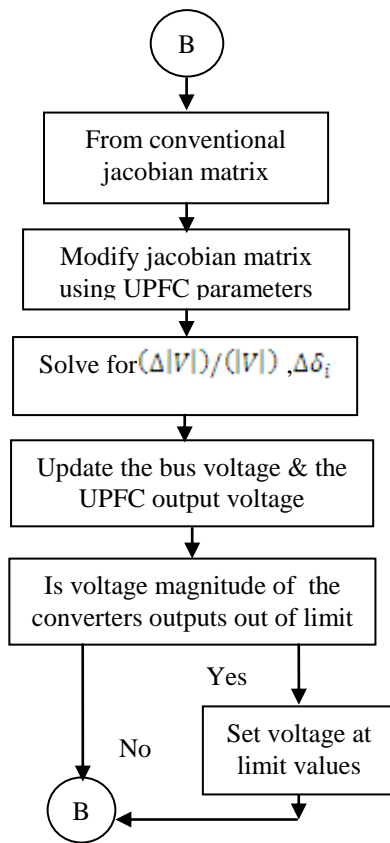 B
From conventional
jacobian matrix
Modify jacobian matrix
using UPFC parameters
Solve for(Δ|V|)/(|V|) ,Δδᵢ
Update the bus voltage & the
UPFC output voltage
Is voltage magnitude of the
converters outputs out of limit
Yes
No
Set voltage at
limit values
B